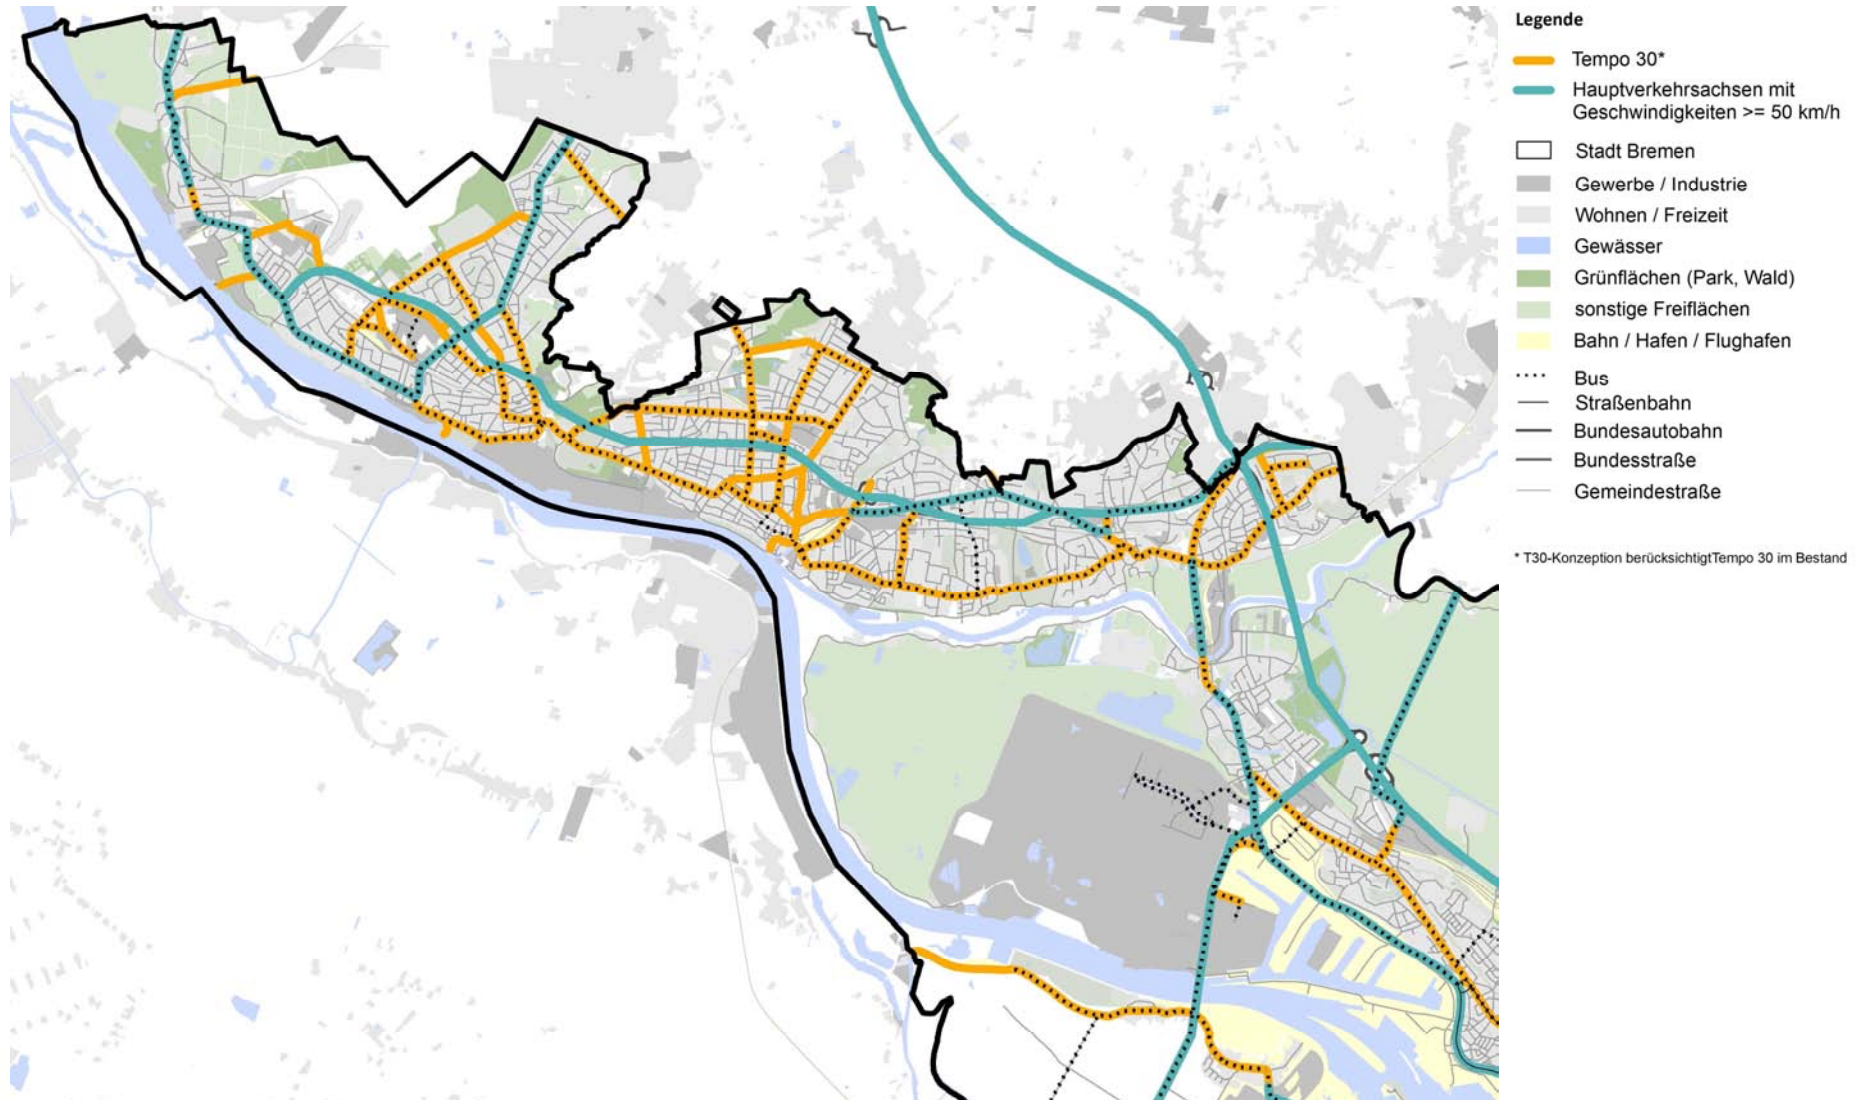 Legende
Tempo 30*
Hauptverkehrsachsen mit
Geschwindigkeiten >= 50 km/h
Stadt Bremen
Gewerbe / Industrie
Wohnen / Freizeit
Gewässer
Grünflächen (Park, Wald)
sonstige Freiflächen
Bahn / Hafen / Flughafen
Bus
Straßenbahn
Bundesautobahn
Bundesstraße
Gemeindestraße
* T30-Konzeption berücksichtigtTempo 30 im Bestand